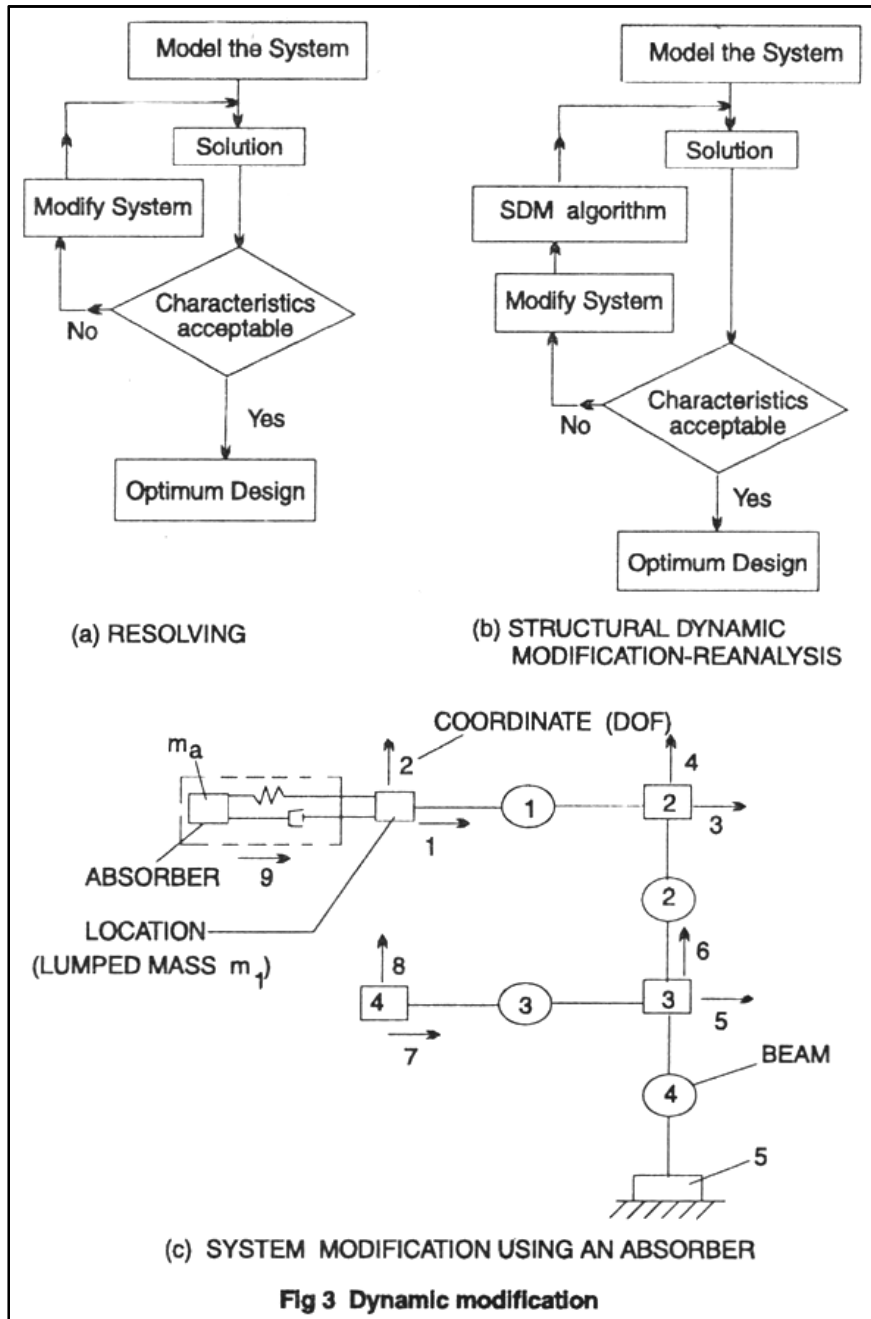 Model the System
Solution
Modify System
Characteristics
acceptable
No
Yes
Optimum Design
(a) RESOLVING
Model the System
Solution
SDM algorithm
Modify System
Characteristics
acceptable
No
Yes
Optimum Design
(b) STRUCTURAL DYNAMIC
MODIFICATION-REANALYSIS
COORDINATE (DOF)
ma
2
4
1
2
1
3
ABSORBER
9
2
LOCATION
(LUMPED MASS m1)
8
6
4
3
3
5
7
BEAM
4
5
(c) SYSTEM MODIFICATION USING AN ABSORBER
Fig 3 Dynamic modification